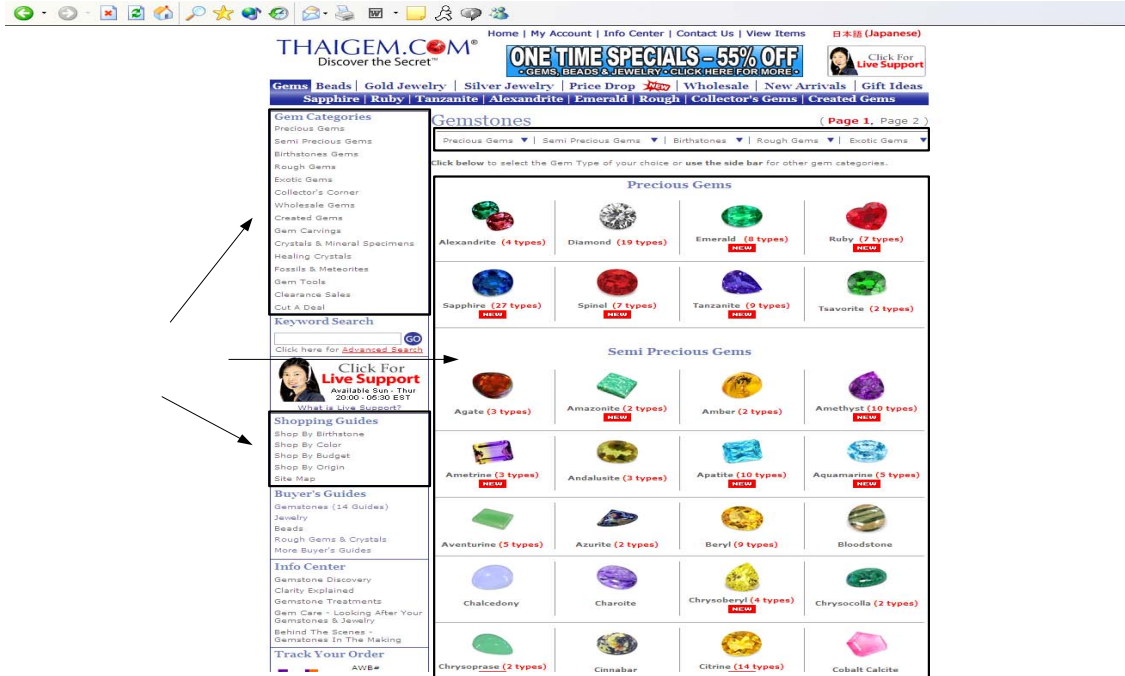 Home | My Account | Info Center | Contact Us | View Items
日本語 (Japanese)
THAIGEM.COM®
Discover the Secret™
ONE TIME SPECIALS - 55% OFF
• GEMS, BEADS & JEWELRY • CLICK HERE FOR MORE •
Click For
Live Support
Gems | Beads | Gold Jewelry | Silver Jewelry | Price Drop New | Wholesale | New Arrivals | Gift Ideas
Sapphire | Ruby | Tanzanite | Alexandrite | Emerald | Rough | Collector's Gems | Created Gems
Gem Categories
Precious Gems
Semi Precious Gems
Birthstones Gems
Rough Gems
Exotic Gems
Collector's Corner
Wholesale Gems
Created Gems
Gem Carvings
Crystals & Mineral Specimens
Healing Crystals
Fossils & Meteorites
Gem Tools
Clearance Sales
Cut A Deal
Keyword Search
GO
Click here for Advanced Search
Click For
Live Support
Available Sun - Thur
20:00 - 05:30 EST
What is Live Support?
Shopping Guides
Shop By Birthstone
Shop By Color
Shop By Budget
Shop By Origin
Site Map
Buyer's Guides
Gemstones (14 Guides)
Jewelry
Beads
Rough Gems & Crystals
More Buyer's Guides
Info Center
Gemstone Discovery
Clarity Explained
Gemstone Treatments
Gem Care - Looking After Your
Gemstones & Jewelry
Behind The Scenes -
Gemstones In The Making
Track Your Order
AWB#
Gemstones
( Page 1, Page 2 )
Precious Gems ▼ | Semi Precious Gems ▼ | Birthstones ▼ | Rough Gems ▼ | Exotic Gems ▼
Click below to select the Gem Type of your choice or use the side bar for other gem categories.
Precious Gems
Alexandrite (4 types)
Diamond (19 types)
Emerald (8 types)
NEW
Ruby (7 types)
NEW
Sapphire (27 types)
NEW
Spinel (7 types)
NEW
Tanzanite (9 types)
NEW
Tsavorite (2 types)
Semi Precious Gems
Agate (3 types)
Amazonite (2 types)
NEW
Amber (2 types)
Amethyst (10 types)
NEW
Ametrine (3 types)
NEW
Andalusite (3 types)
Apatite (10 types)
NEW
Aquamarine (5 types)
NEW
Aventurine (5 types)
Azurite (2 types)
Beryl (9 types)
Bloodstone
Chalcedony
Charoite
Chrysoberyl (4 types)
NEW
Chrysocolla (2 types)
Chrysoprase (2 types)
Cinnabar
Citrine (14 types)
Cobalt Calcite